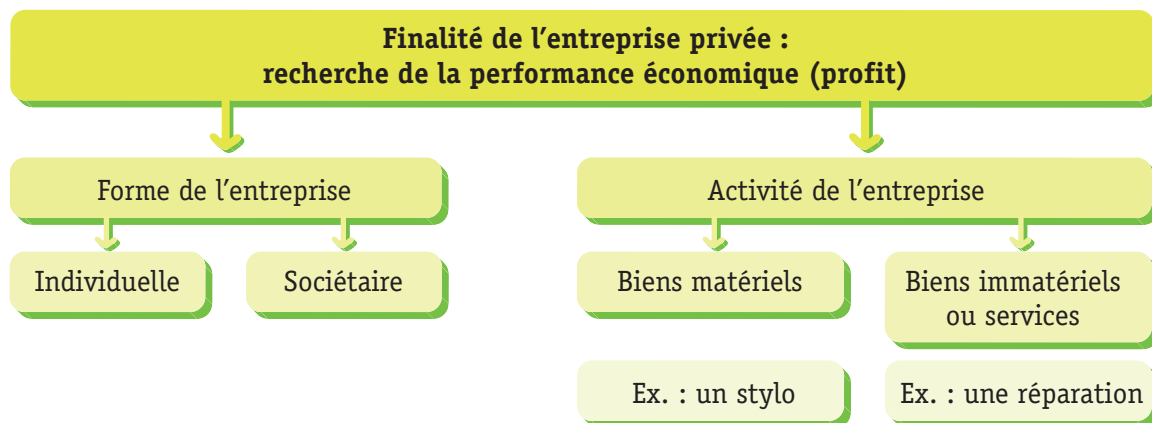 Finalité de l’entreprise privée :
recherche de la performance économique (profit)
Forme de l’entreprise
Activité de l’entreprise
Individuelle
Sociétaire
Biens matériels
Biens immatériels
ou services
Ex. : un stylo
Ex. : une réparation